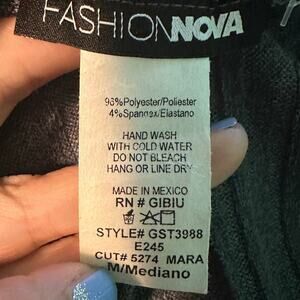 FASHIONNOVA
96%Polyester/Poliester
4%Spannex/Elastano
HAND WASH
WITH COLD WATER
DO NOT BLEACH
HANG OR LINE DRY
MADE IN MEXICO
RN # GIBIU
STYLE# GST3988
E245
CUT# 5274 MARA
M/Mediano